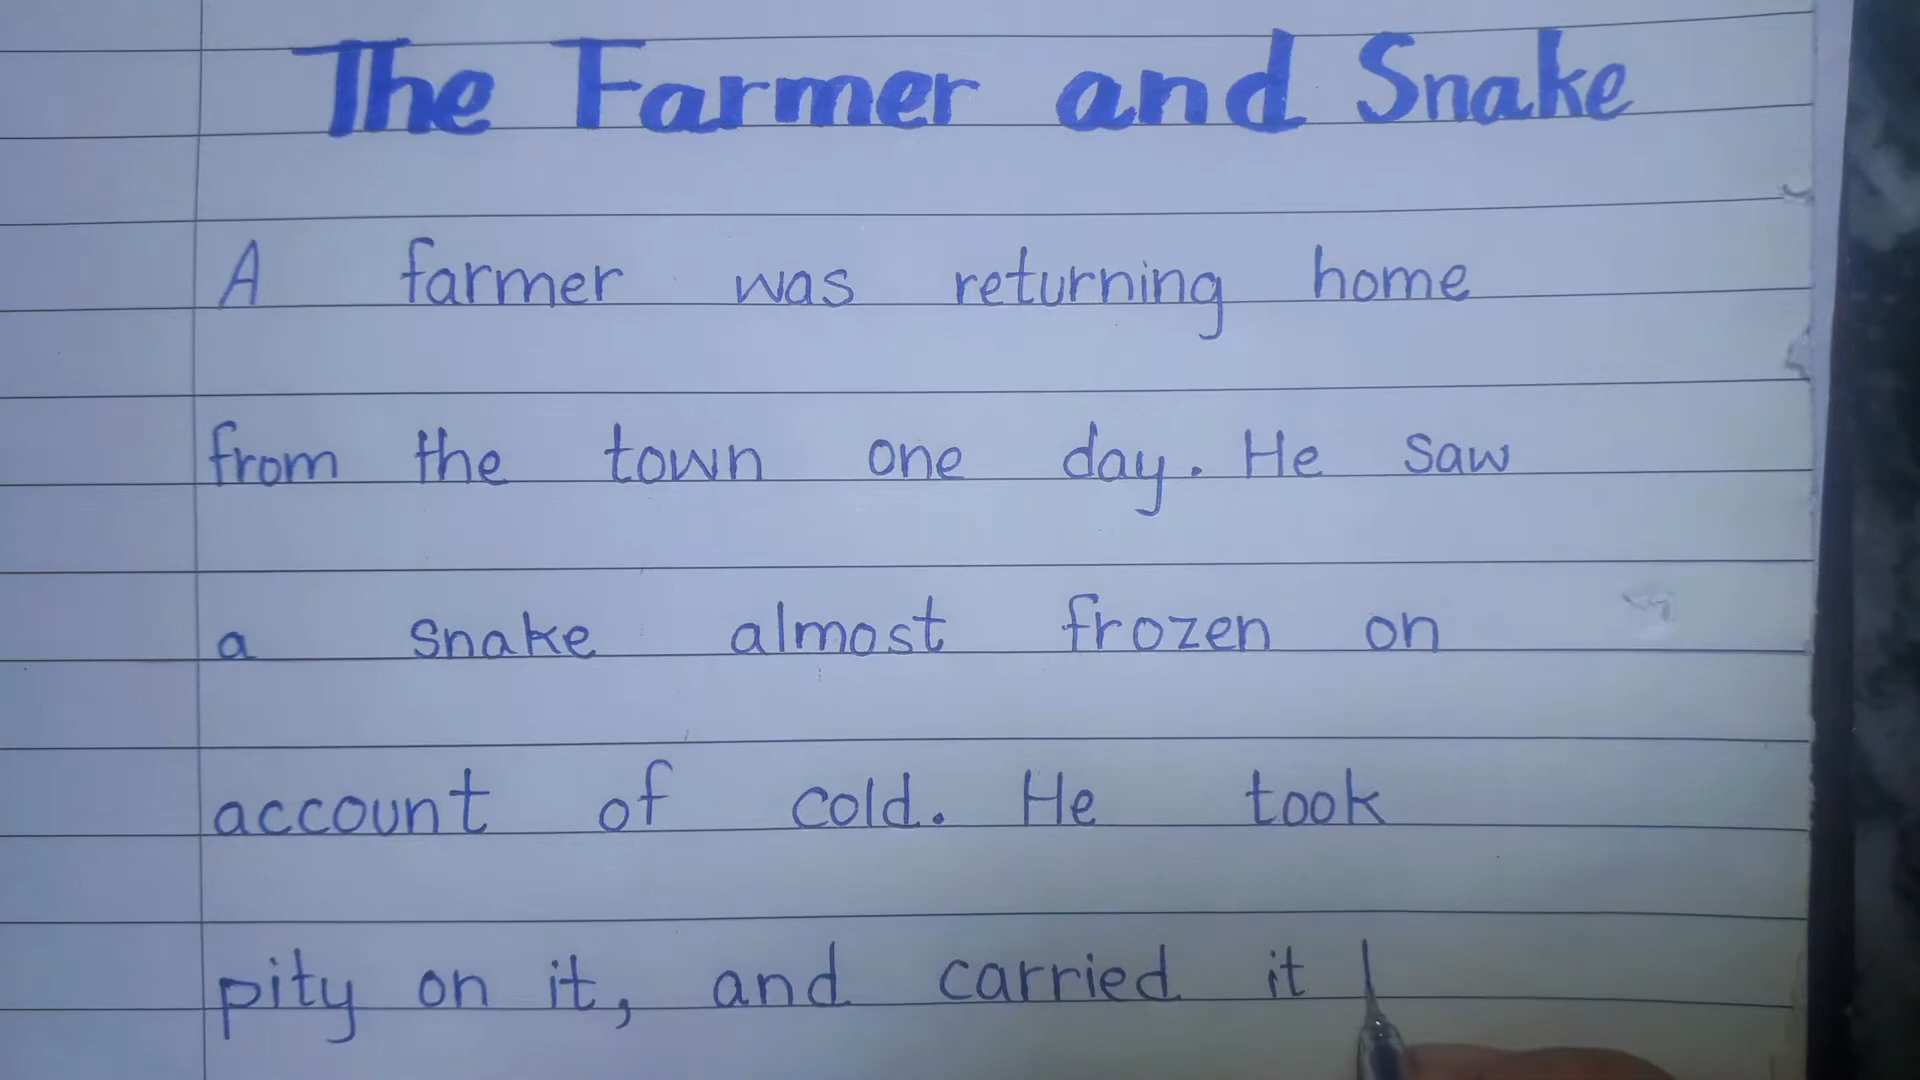 The Farmer and Snake
A farmer was returning home
from the town one day. He saw
a snake almost frozen on
account of cold. He took
pity on it, and carried it